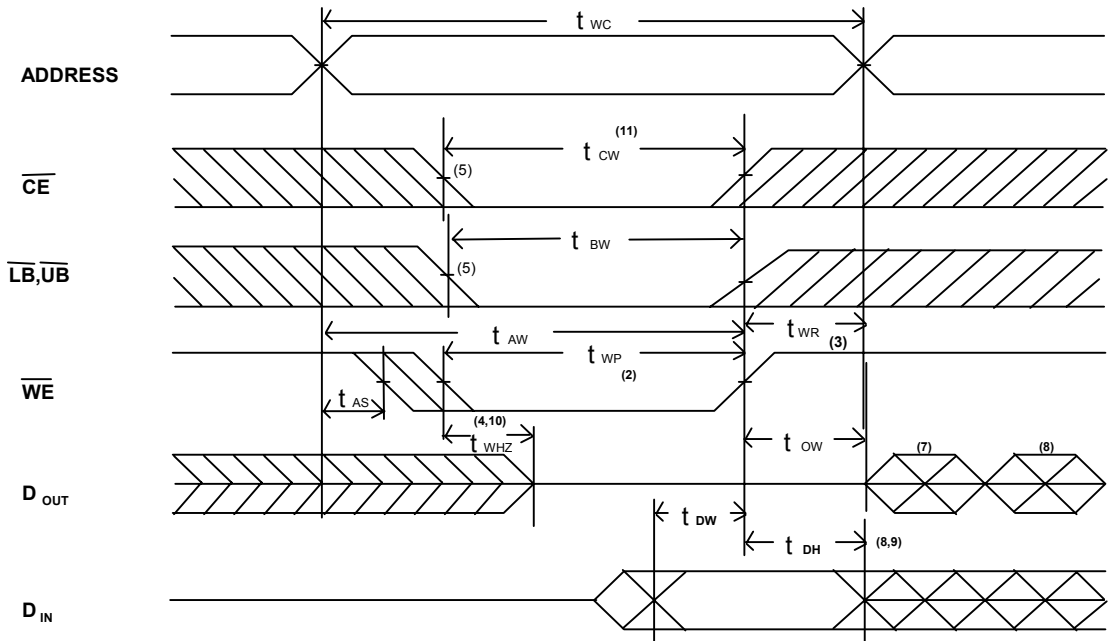 t WC
ADDRESS
(11)
t CW
CE
(5)
t BW
LB,UB
(5)
t AW
t WR
(3)
t WP
(2)
WE
t AS
(4,10)
t WHZ
t OW
(7)
(8)
D OUT
t DW
t DH
(8,9)
D IN